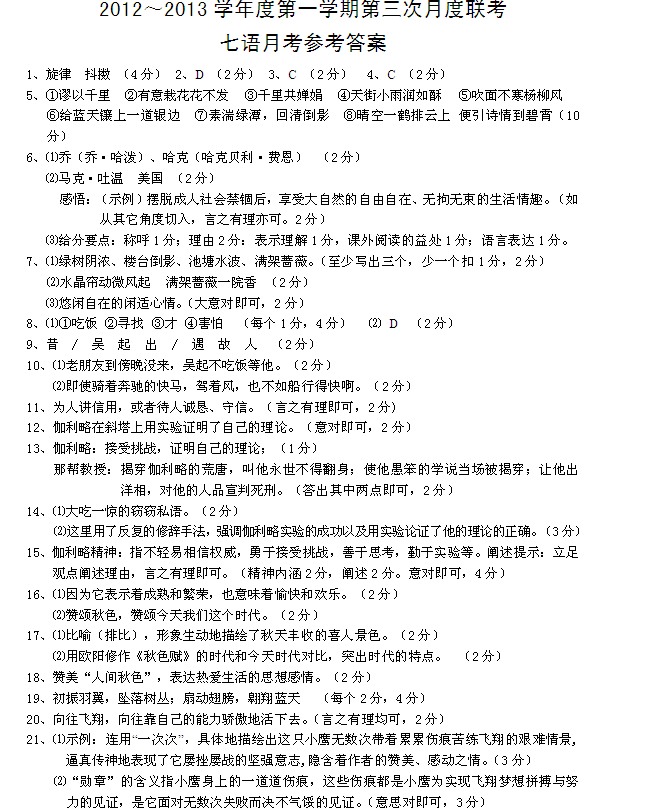 2012～2013学年度第一学期第三次月度联考
七语月考参考答案
1、旋律 抖擞 （4分） 2、D （2分） 3、C （2分） 4、C （2分）
5、①谬以千里 ②有意栽花花不发 ③千里共婵娟 ④天街小雨润如酥 ⑤吹面不寒杨柳风
⑥给蓝天镶上一道银边 ⑦素湍绿潭，回清倒影 ⑧晴空一鹤排云上 便引诗情到碧霄（10
分）
6、⑴乔（乔·哈泼）、哈克（哈克贝利·费恩） （2分）
⑵马克·吐温 美国 （2分）
感悟：（示例）摆脱成人社会禁锢后，享受大自然的自由自在、无拘无束的生活情趣。（如
从其它角度切入，言之有理亦可。2分）
⑶给分要点：称呼1分；理由2分：表示理解1分，课外阅读的益处1分；语言表达1分。
7、⑴绿树阴浓、楼台倒影、池塘水波、满架蔷薇。（至少写出三个，少一个扣1分，2分）
⑵水晶帘动微风起 满架蔷薇一院香 （2分）
⑶悠闲自在的闲适心情。（大意对即可，2分）
8、⑴①吃饭 ②寻找 ③才 ④害怕 （每个1分，4分） ⑵ D （2分）
9、昔 / 吴 起 出 / 遇 故 人 （2分）
10、⑴老朋友到傍晚没来，吴起不吃饭等他。（2分）
⑵即使骑着奔驰的快马，驾着风，也不如船行得快啊。（2分）
11、为人讲信用，或者待人诚恳、守信。（言之有理即可，2分）
12、伽利略在斜塔上用实验证明了自己的理论。（意对即可，2分）
13、伽利略：接受挑战，证明自己的理论；（1分）
那帮教授：揭穿伽利略的荒唐，叫他永世不得翻身；使他愚笨的学说当场被揭穿；让他出
洋相，对他的人品宣判死刑。（答出其中两点即可，2分）
14、⑴大吃一惊的窃窃私语。（2分）
⑵这里用了反复的修辞手法，强调伽利略实验的成功以及用实验论证了他的理论的正确。（3分）
15、伽利略精神：指不轻易相信权威，勇于接受挑战，善于思考，勤于实验等。阐述提示：立足
观点阐述理由，言之有理即可。（精神内涵2分，阐述2分。意对即可，4分）
16、⑴因为它表示着成熟和繁荣，也意味着愉快和欢乐。（2分）
⑵赞颂秋色，赞颂今天我们这个时代。（2分）
17、⑴比喻（排比），形象生动地描绘了秋天丰收的喜人景色。（2分）
⑵用欧阳修作《秋色赋》的时代和今天时代对比，突出时代的特点。 （2分）
18、赞美“人间秋色”，表达热爱生活的思想感情。（2分）
19、初振羽翼，坠落树丛；扇动翅膀，翱翔蓝天 （每个2分，4分）
20、向往飞翔，向往靠自己的能力骄傲地活下去。（言之有理均可，2分）
21、⑴示例：连用“一次次”，具体地描绘出这只小鹰无数次带着累累伤痕苦练飞翔的艰难情景，
逼真传神地表现了它屡挫屡战的坚强意志,隐含着作者的赞美、感动之情。（3分）
⑵“勋章”的含义指小鹰身上的一道道伤痕，这些伤痕都是小鹰为实现飞翔梦想拼搏与努
力的见证，是它面对无数次失败而决不气馁的见证。（意思对即可，3分）